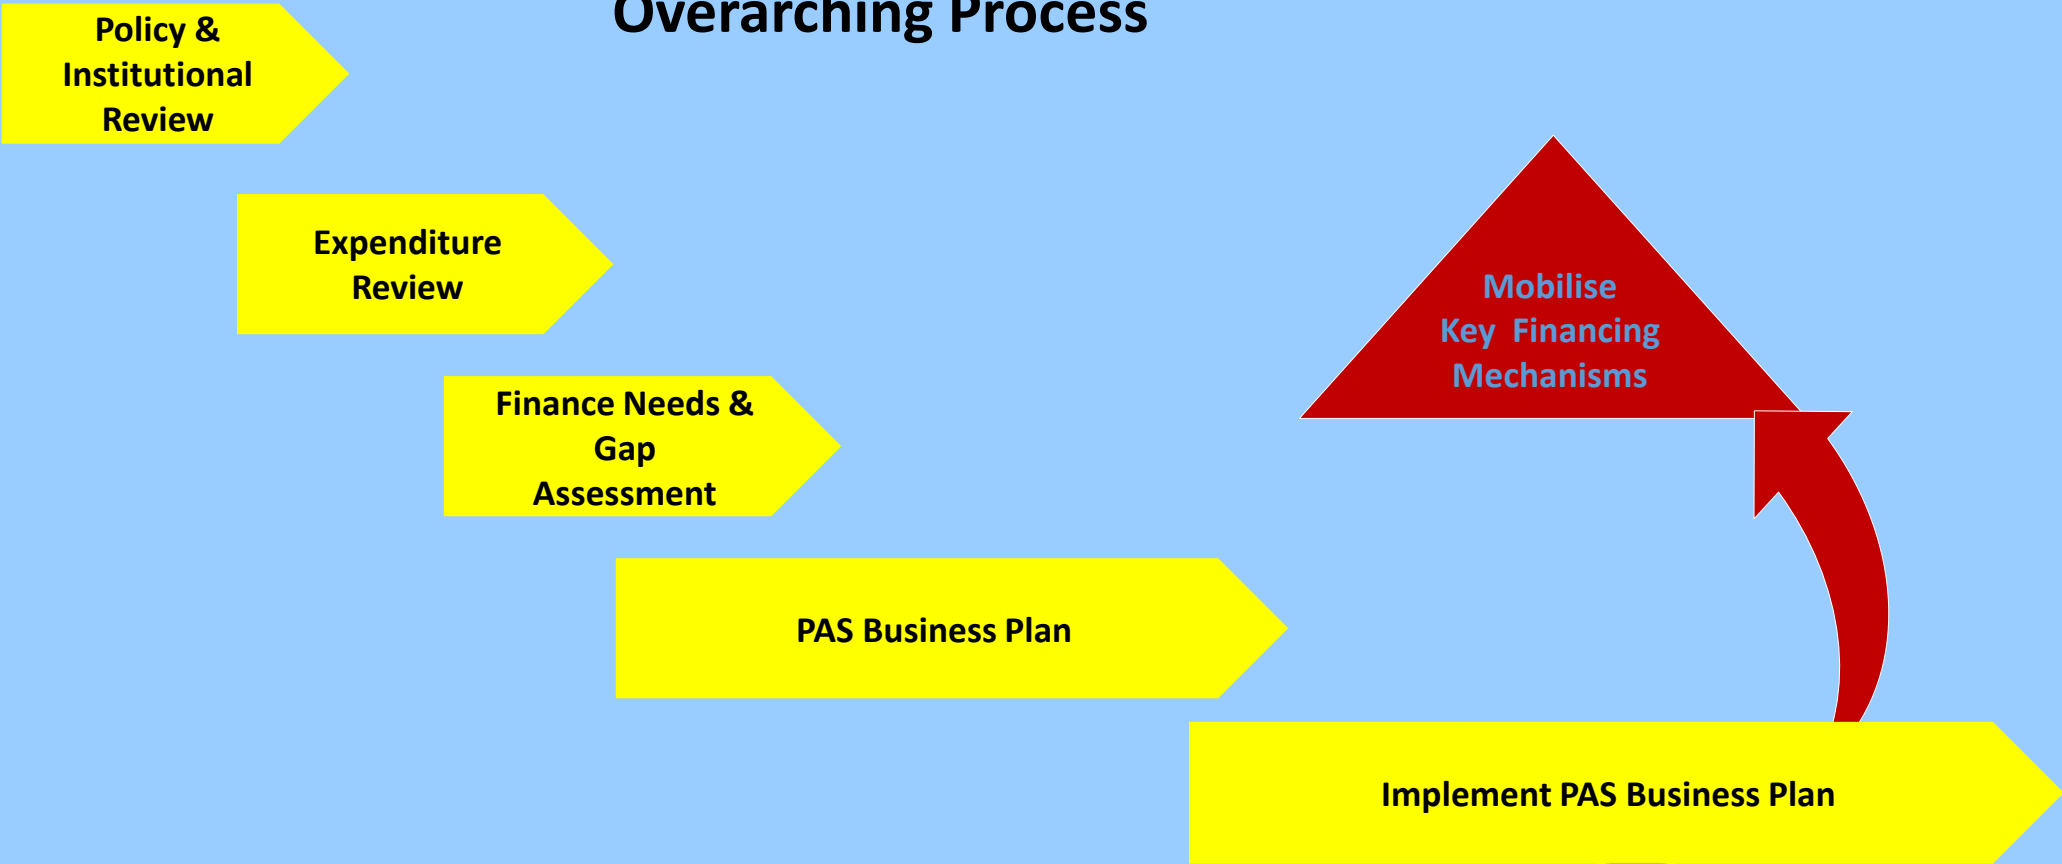 Overarching Process
Policy &
Institutional
Review
Expenditure
Review
Mobilise
Key Financing
Mechanisms
Finance Needs &
Gap
Assessment
PAS Business Plan
Implement PAS Business Plan